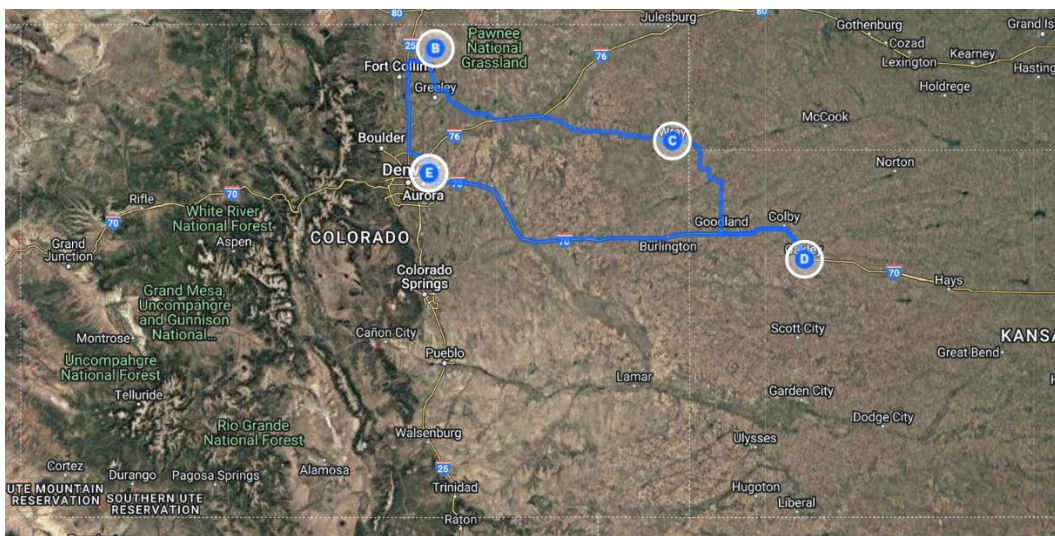 80
Julesburg
80
Gothenburg
Grand Is
Pawnee
National
Grassland
Cozad
25
B
76
Lexington
Kearney
Fort Collins
Hasting
Greeley
Holdrege
McCook
Boulder
76
Wray
C
Norton
Denv
E
70
Aurora
Rifle
70
White River
National Forest
70
Goodland
Colby
Grand
Junction
Aspen
COLORADO
70
Burlington
Oakley
D
70
Hays
Colorado
Springs
Grand Mesa,
Uncompahgre
and Gunnison
National...
Montrose
Cañon City
Scott City
KANSA
Great Bend
Pueblo
Uncompahgre
National Forest
Lamar
Telluride
Garden City
Dodge City
Rio Grande
National Forest
Walsenburg
Ulysses
Cortez
Durango
Pagosa Springs
Alamosa
25
UTE MOUNTAIN
RESERVATION
SOUTHERN UTE
RESERVATION
Trinidad
Hugoton
Liberal
Raton